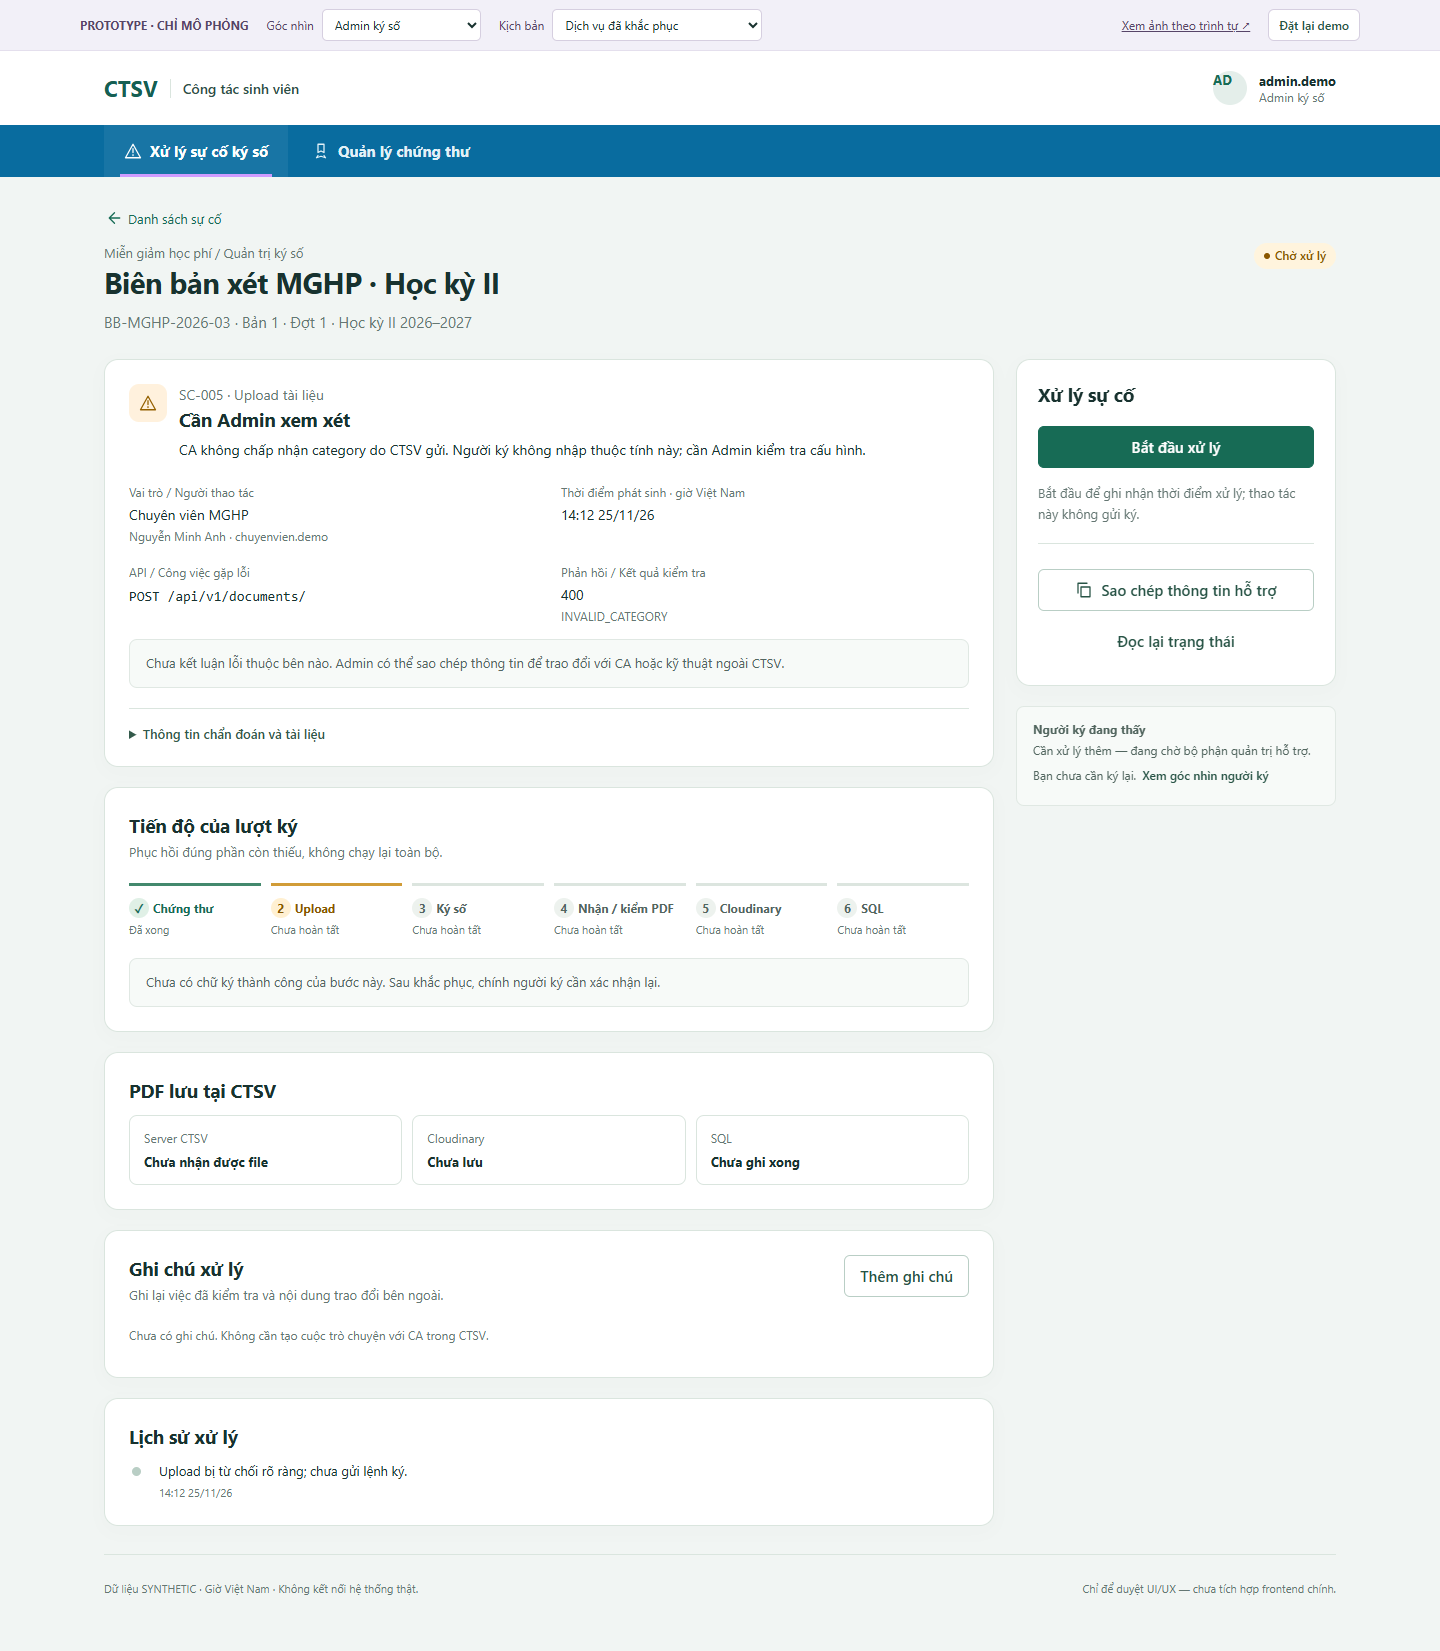 PROTOTYPE · CHỈ MÔ PHỎNG
Góc nhìn
Admin ký số
Kịch bản
Dịch vụ đã khắc phục
Xem ảnh theo trình tự ↗
Đặt lại demo
CTSV
Công tác sinh viên
AD
admin.demo
Admin ký số
Xử lý sự cố ký số
Quản lý chứng thư
← Danh sách sự cố
Miễn giảm học phí / Quản trị ký số
Chờ xử lý
Biên bản xét MGHP · Học kỳ II
BB-MGHP-2026-03 · Bản 1 · Đợt 1 · Học kỳ II 2026–2027
SC-005 · Upload tài liệu
Cần Admin xem xét
CA không chấp nhận category do CTSV gửi. Người ký không nhập thuộc tính này; cần Admin kiểm tra cấu hình.
Vai trò / Người thao tác
Chuyên viên MGHP
Nguyễn Minh Anh · chuyenvien.demo
Thời điểm phát sinh · giờ Việt Nam
14:12 25/11/26
API / Công việc gặp lỗi
POST /api/v1/documents/
Phản hồi / Kết quả kiểm tra
400
INVALID_CATEGORY
Chưa kết luận lỗi thuộc bên nào. Admin có thể sao chép thông tin để trao đổi với CA hoặc kỹ thuật ngoài CTSV.
Thông tin chẩn đoán và tài liệu
Xử lý sự cố
Bắt đầu xử lý
Bắt đầu để ghi nhận thời điểm xử lý; thao tác
này không gửi ký.
Sao chép thông tin hỗ trợ
Đọc lại trạng thái
Người ký đang thấy
Cần xử lý thêm — đang chờ bộ phận quản trị hỗ trợ.
Bạn chưa cần ký lại. Xem góc nhìn người ký
Tiến độ của lượt ký
Phục hồi đúng phần còn thiếu, không chạy lại toàn bộ.
✓ Chứng thư
Đã xong
2 Upload
Chưa hoàn tất
3 Ký số
Chưa hoàn tất
4 Nhận / kiểm PDF
Chưa hoàn tất
5 Cloudinary
Chưa hoàn tất
6 SQL
Chưa hoàn tất
Chưa có chữ ký thành công của bước này. Sau khắc phục, chính người ký cần xác nhận lại.
PDF lưu tại CTSV
Server CTSV
Chưa nhận được file
Cloudinary
Chưa lưu
SQL
Chưa ghi xong
Ghi chú xử lý
Ghi lại việc đã kiểm tra và nội dung trao đổi bên ngoài.
Thêm ghi chú
Chưa có ghi chú. Không cần tạo cuộc trò chuyện với CA trong CTSV.
Lịch sử xử lý
Upload bị từ chối rõ ràng; chưa gửi lệnh ký.
14:12 25/11/26
Dữ liệu SYNTHETIC · Giờ Việt Nam · Không kết nối hệ thống thật.
Chỉ để duyệt UI/UX — chưa tích hợp frontend chính.